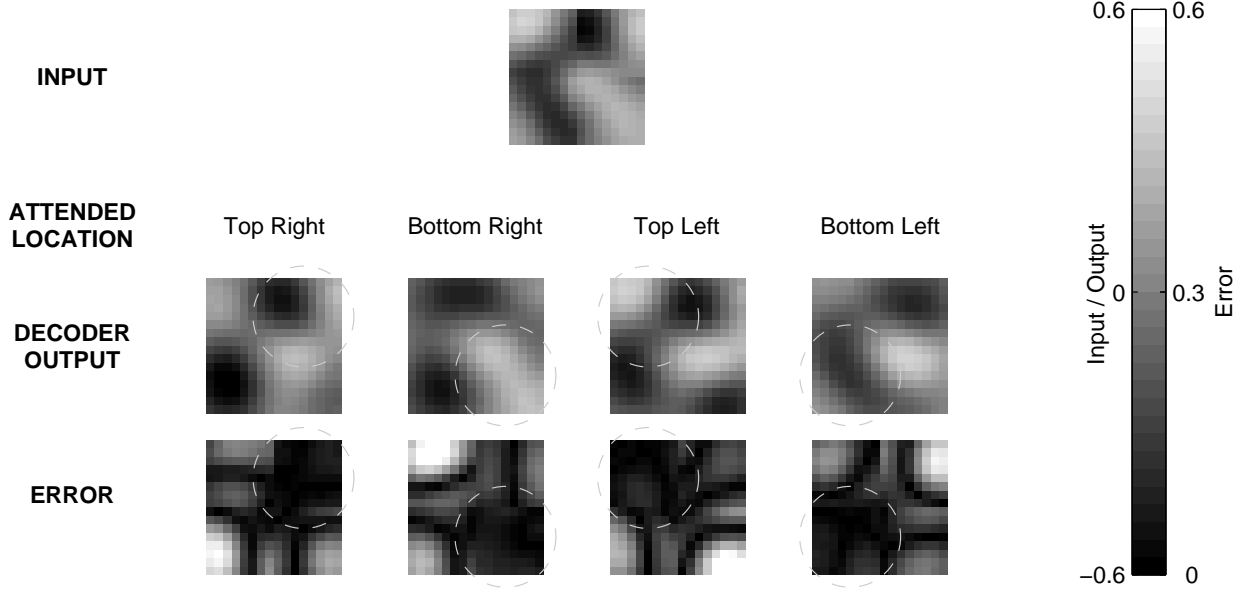 INPUT
ATTENDED
LOCATION
Top Right
Bottom Right
Top Left
Bottom Left
DECODER
OUTPUT
ERROR
0.6
0.6
Input / Output
0
0.3
Error
−0.6
0